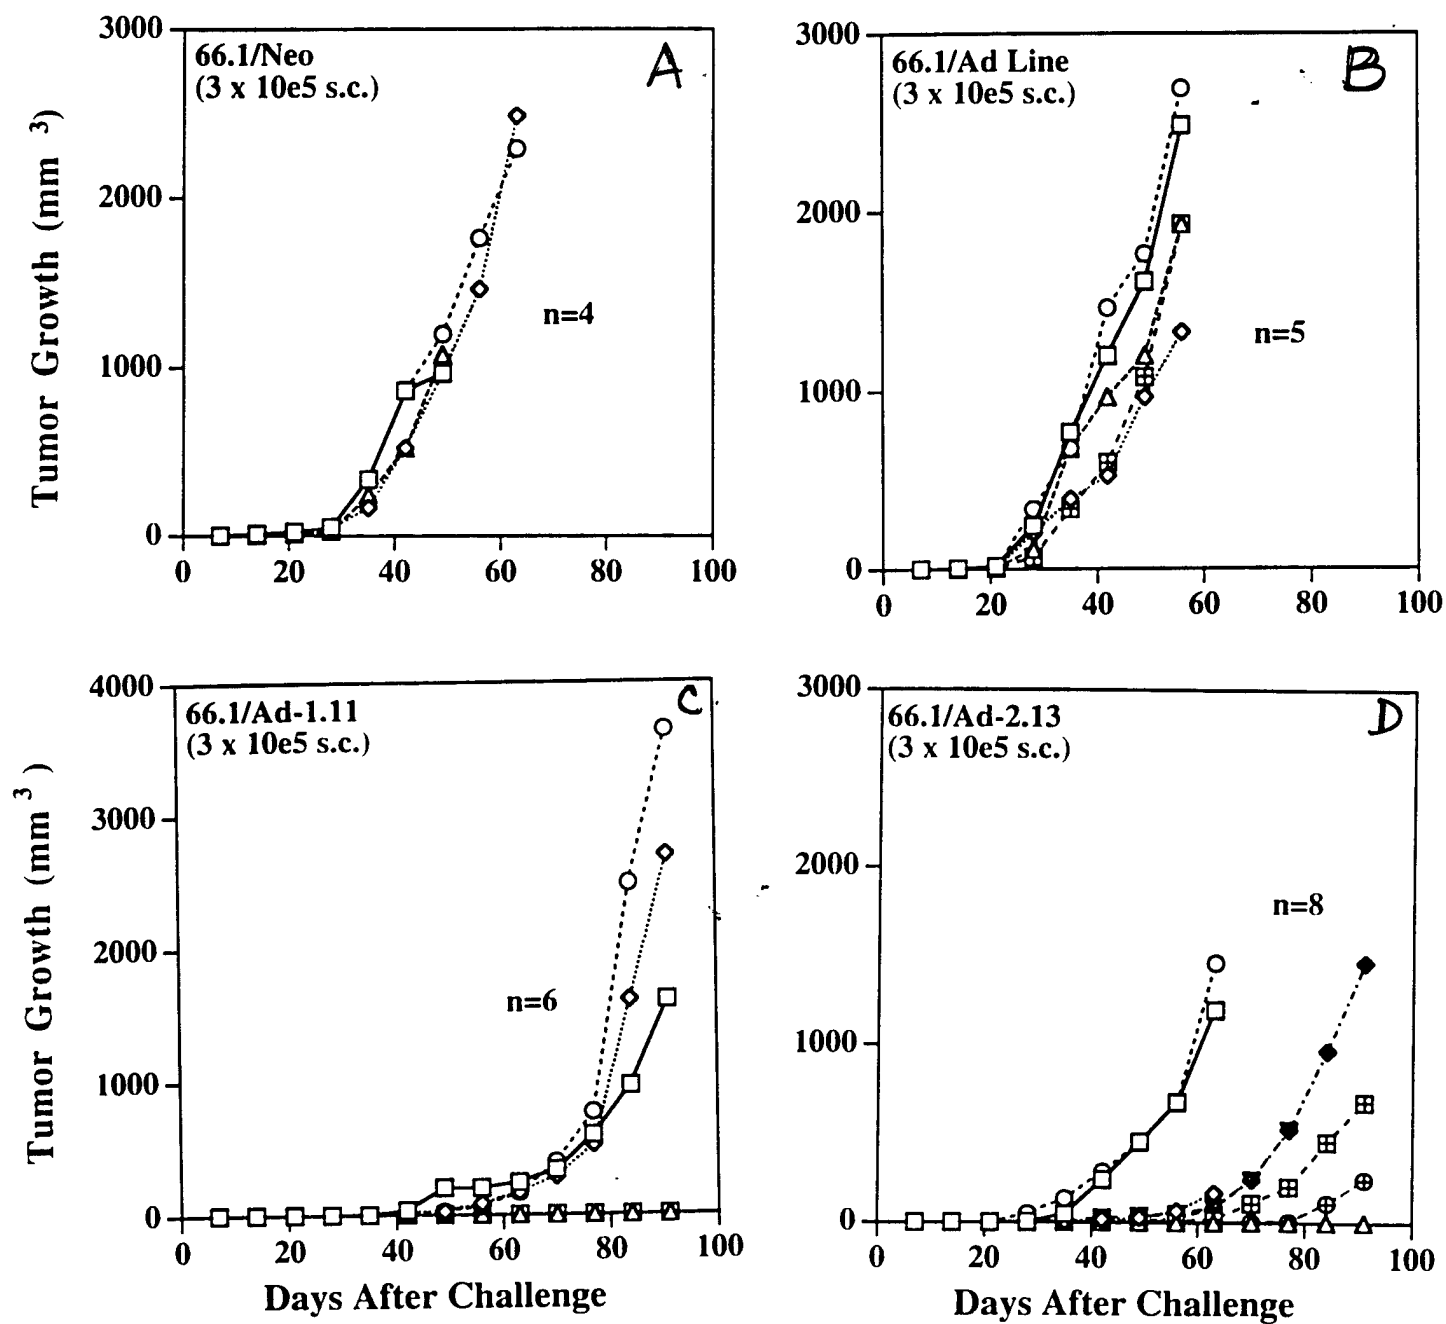 3000
66.1/Neo
(3 x 10e5 s.c.)
A
2000
n=4
1000
0
0 20 40 60 80 100
Tumor Growth (mm 3)
3000
66.1/Ad Line
(3 x 10e5 s.c.)
B
2000
n=5
1000
0
0 20 40 60 80 100
4000
66.1/Ad-1.11
(3 x 10e5 s.c.)
C
3000
2000
n=6
1000
0
0 20 40 60 80 100
Tumor Growth (mm 3)
Days After Challenge
3000
66.1/Ad-2.13
(3 x 10e5 s.c.)
D
2000
n=8
1000
0
0 20 40 60 80 100
Days After Challenge